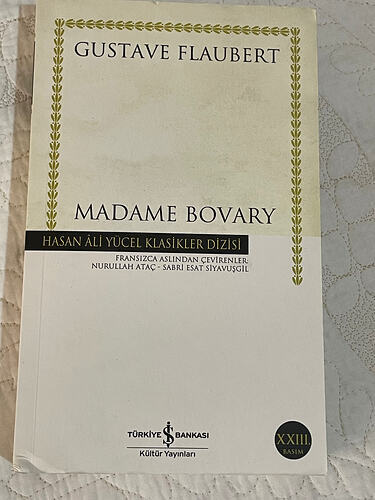 GUSTAVE FLAUBERT
MADAME BOVARY
HASAN ÂLİ YÜCEL KLASİKLER DİZİSİ
FRANSIZCA ASLINDAN ÇEVİRENLER:
NURULLAH ATAÇ - SABRİ ESAT SİYAVUŞGİL
XXIII.
BASIM
TÜRKİYE İŞ BANKASI
Kültür Yayınları